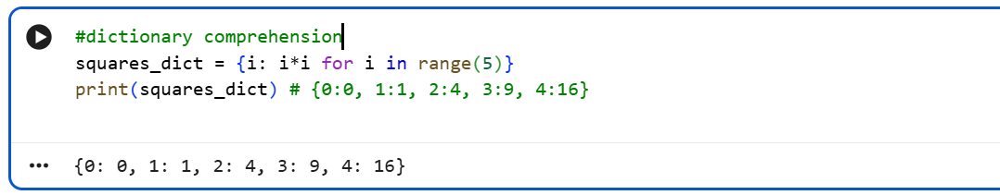 #dictionary comprehension
squares_dict = {i: i*i for i in range(5)}
print(squares_dict) # {0:0, 1:1, 2:4, 3:9, 4:16}
{0: 0, 1: 1, 2: 4, 3: 9, 4: 16}